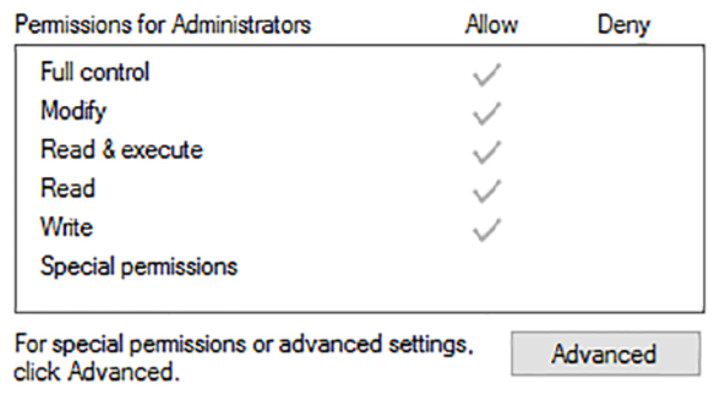 Permissions for Administrators Allow Deny
Full control
Modify
Read & execute
Read
Write
Special permissions
For special permissions or advanced settings,
click Advanced.
Advanced